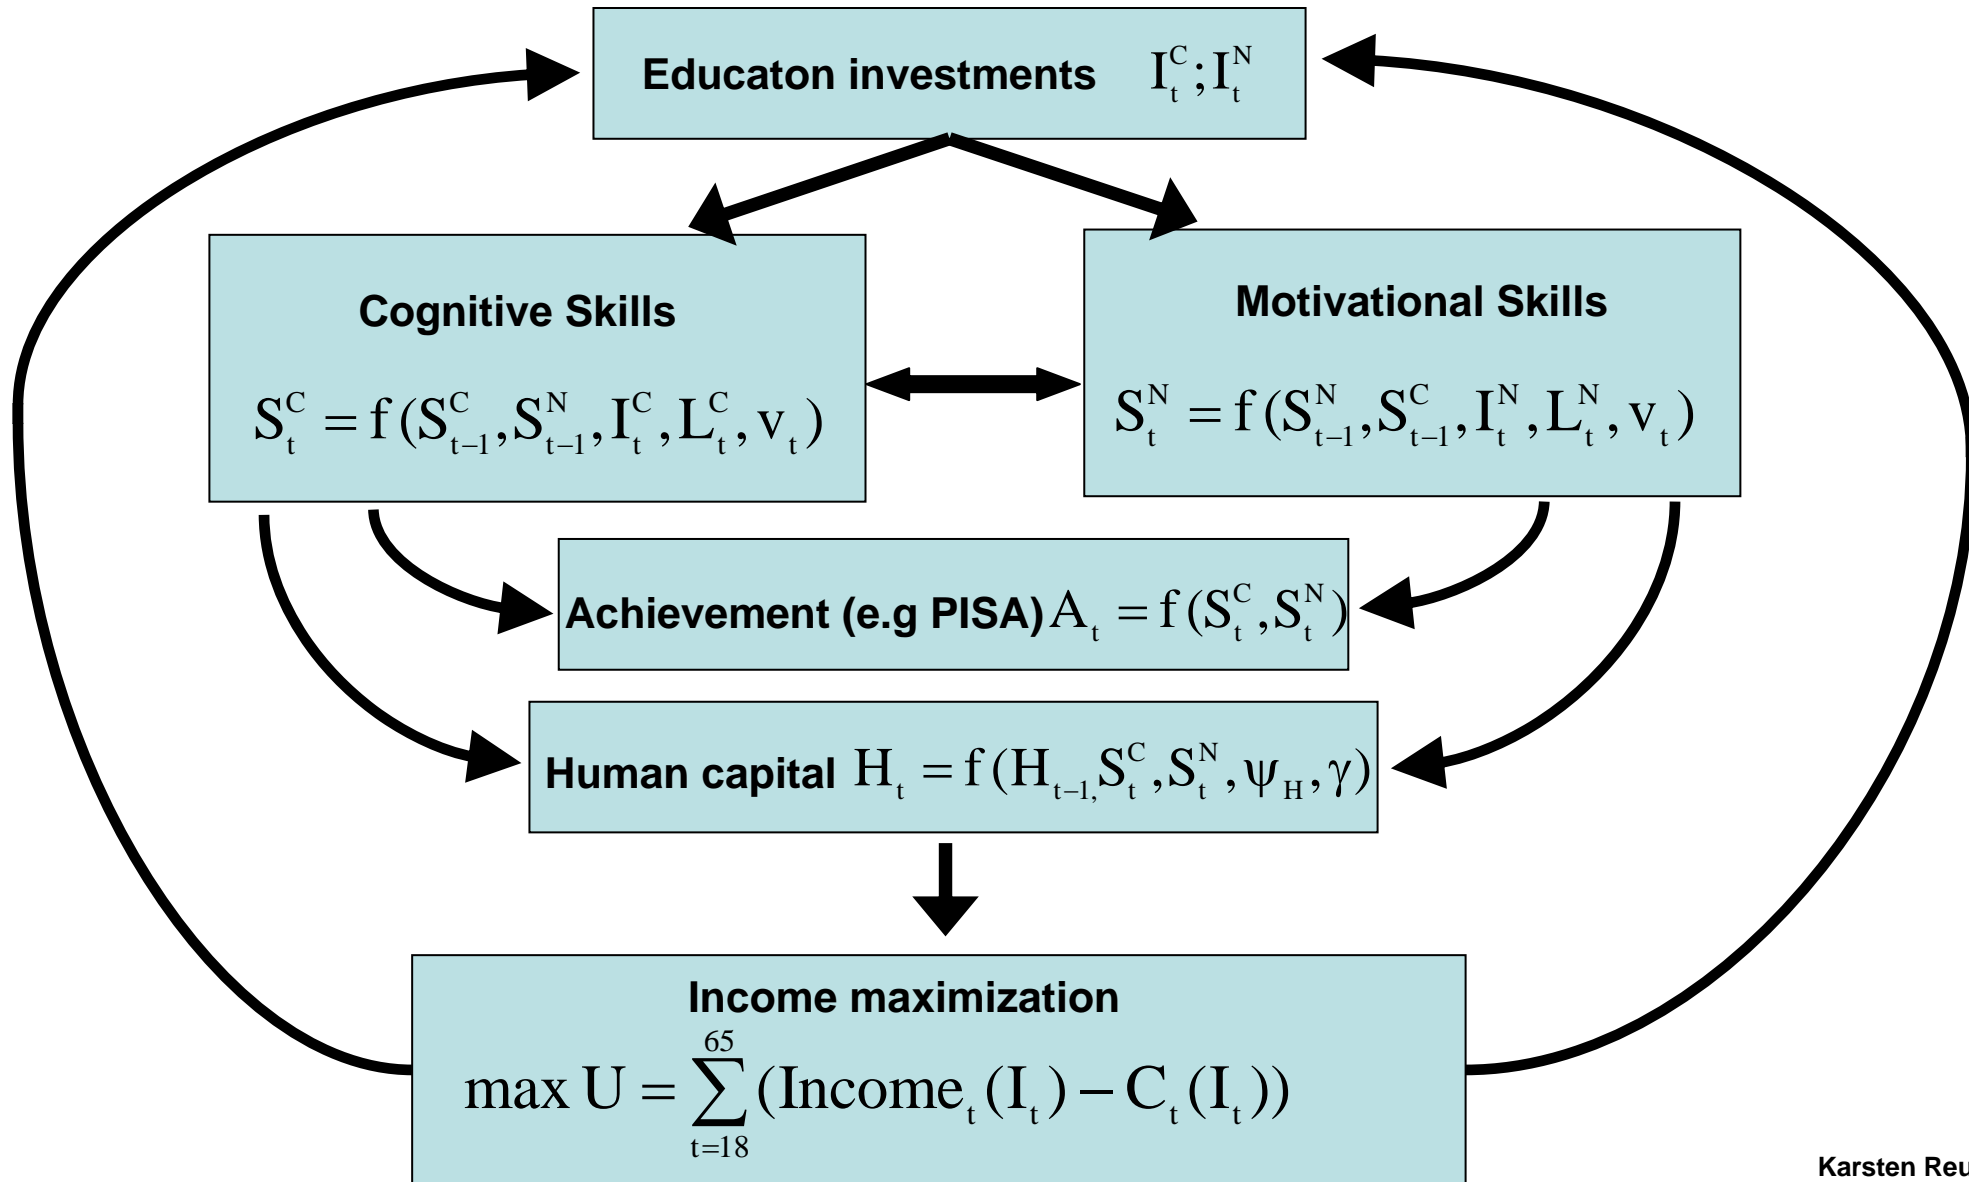 Educaton investments I_t^C;I_t^N
Cognitive Skills
S_t^C = f(S_{t−1}^C,S_{t−1}^N,I_t^C,L_t^C,v_t)
Motivational Skills
S_t^N = f(S_{t−1}^N,S_{t−1}^C,I_t^N,L_t^N,v_t)
Achievement (e.g PISA) A_t = f(S_t^C,S_t^N)
Human capital H_t = f(H_{t−1,}S_t^C,S_t^N,ψ_H,γ)
Income maximization
max U = ∑_{t=18}^{65}(Income_t(I_t) − C_t(I_t))
Karsten Reu